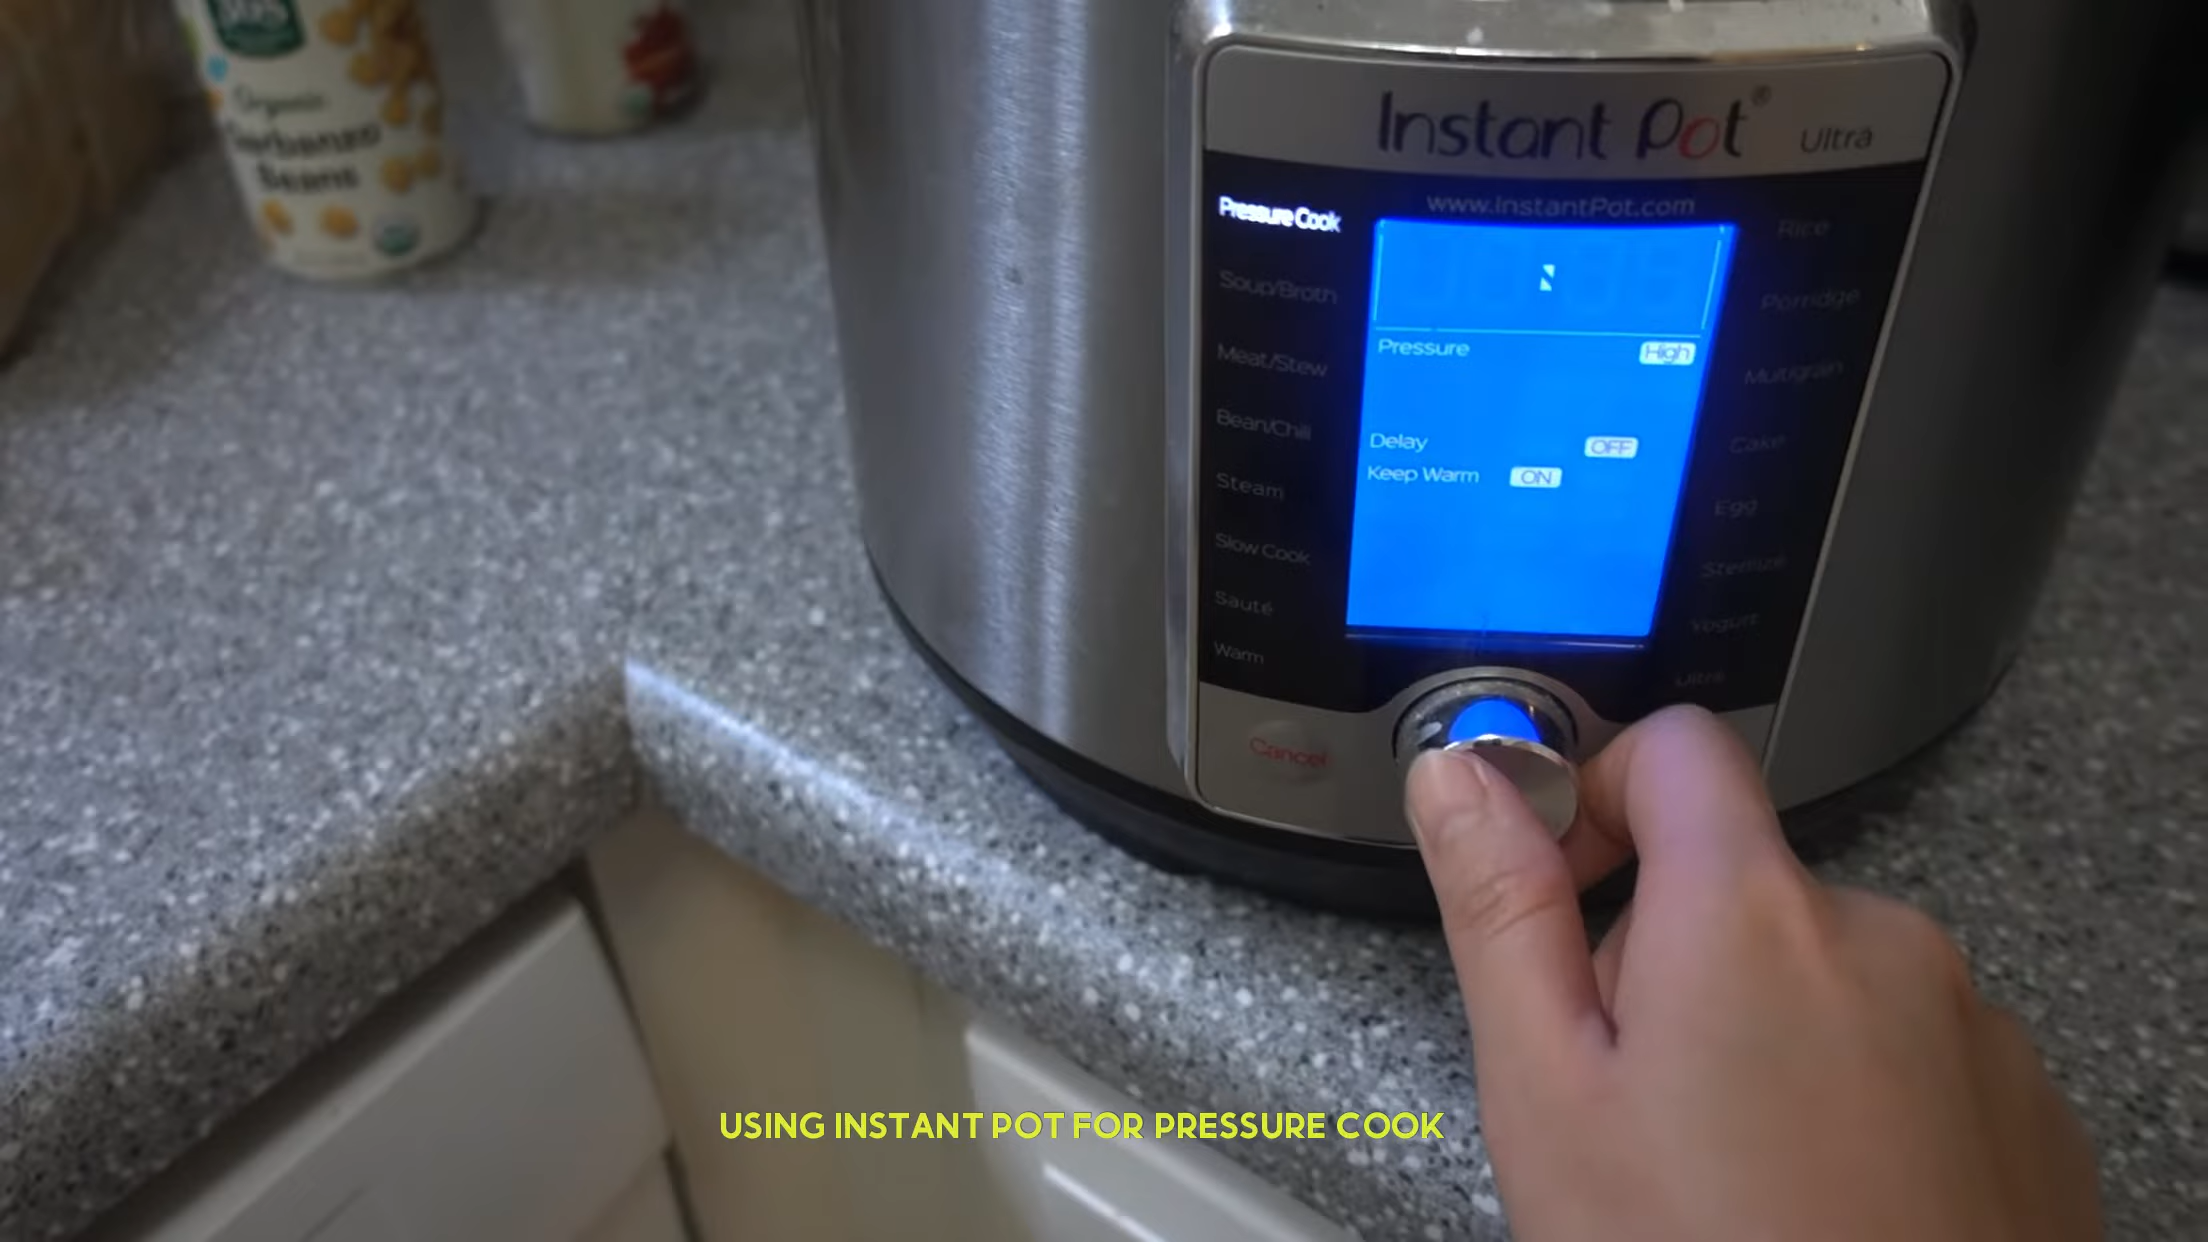 365
Organic
Garbanzo
Beans
Instant Pot® Ultra
www.InstantPot.com
Pressure Cook
Soup/Broth
Meat/Stew
Bean/Chili
Steam
Slow Cook
Sauté
Warm
:
Pressure High
Delay OFF
Keep Warm ON
Rice
Porridge
Multigrain
Cake
Egg
Sterilize
Yogurt
Ultra
Cancel
USING INSTANT POT FOR PRESSURE COOK